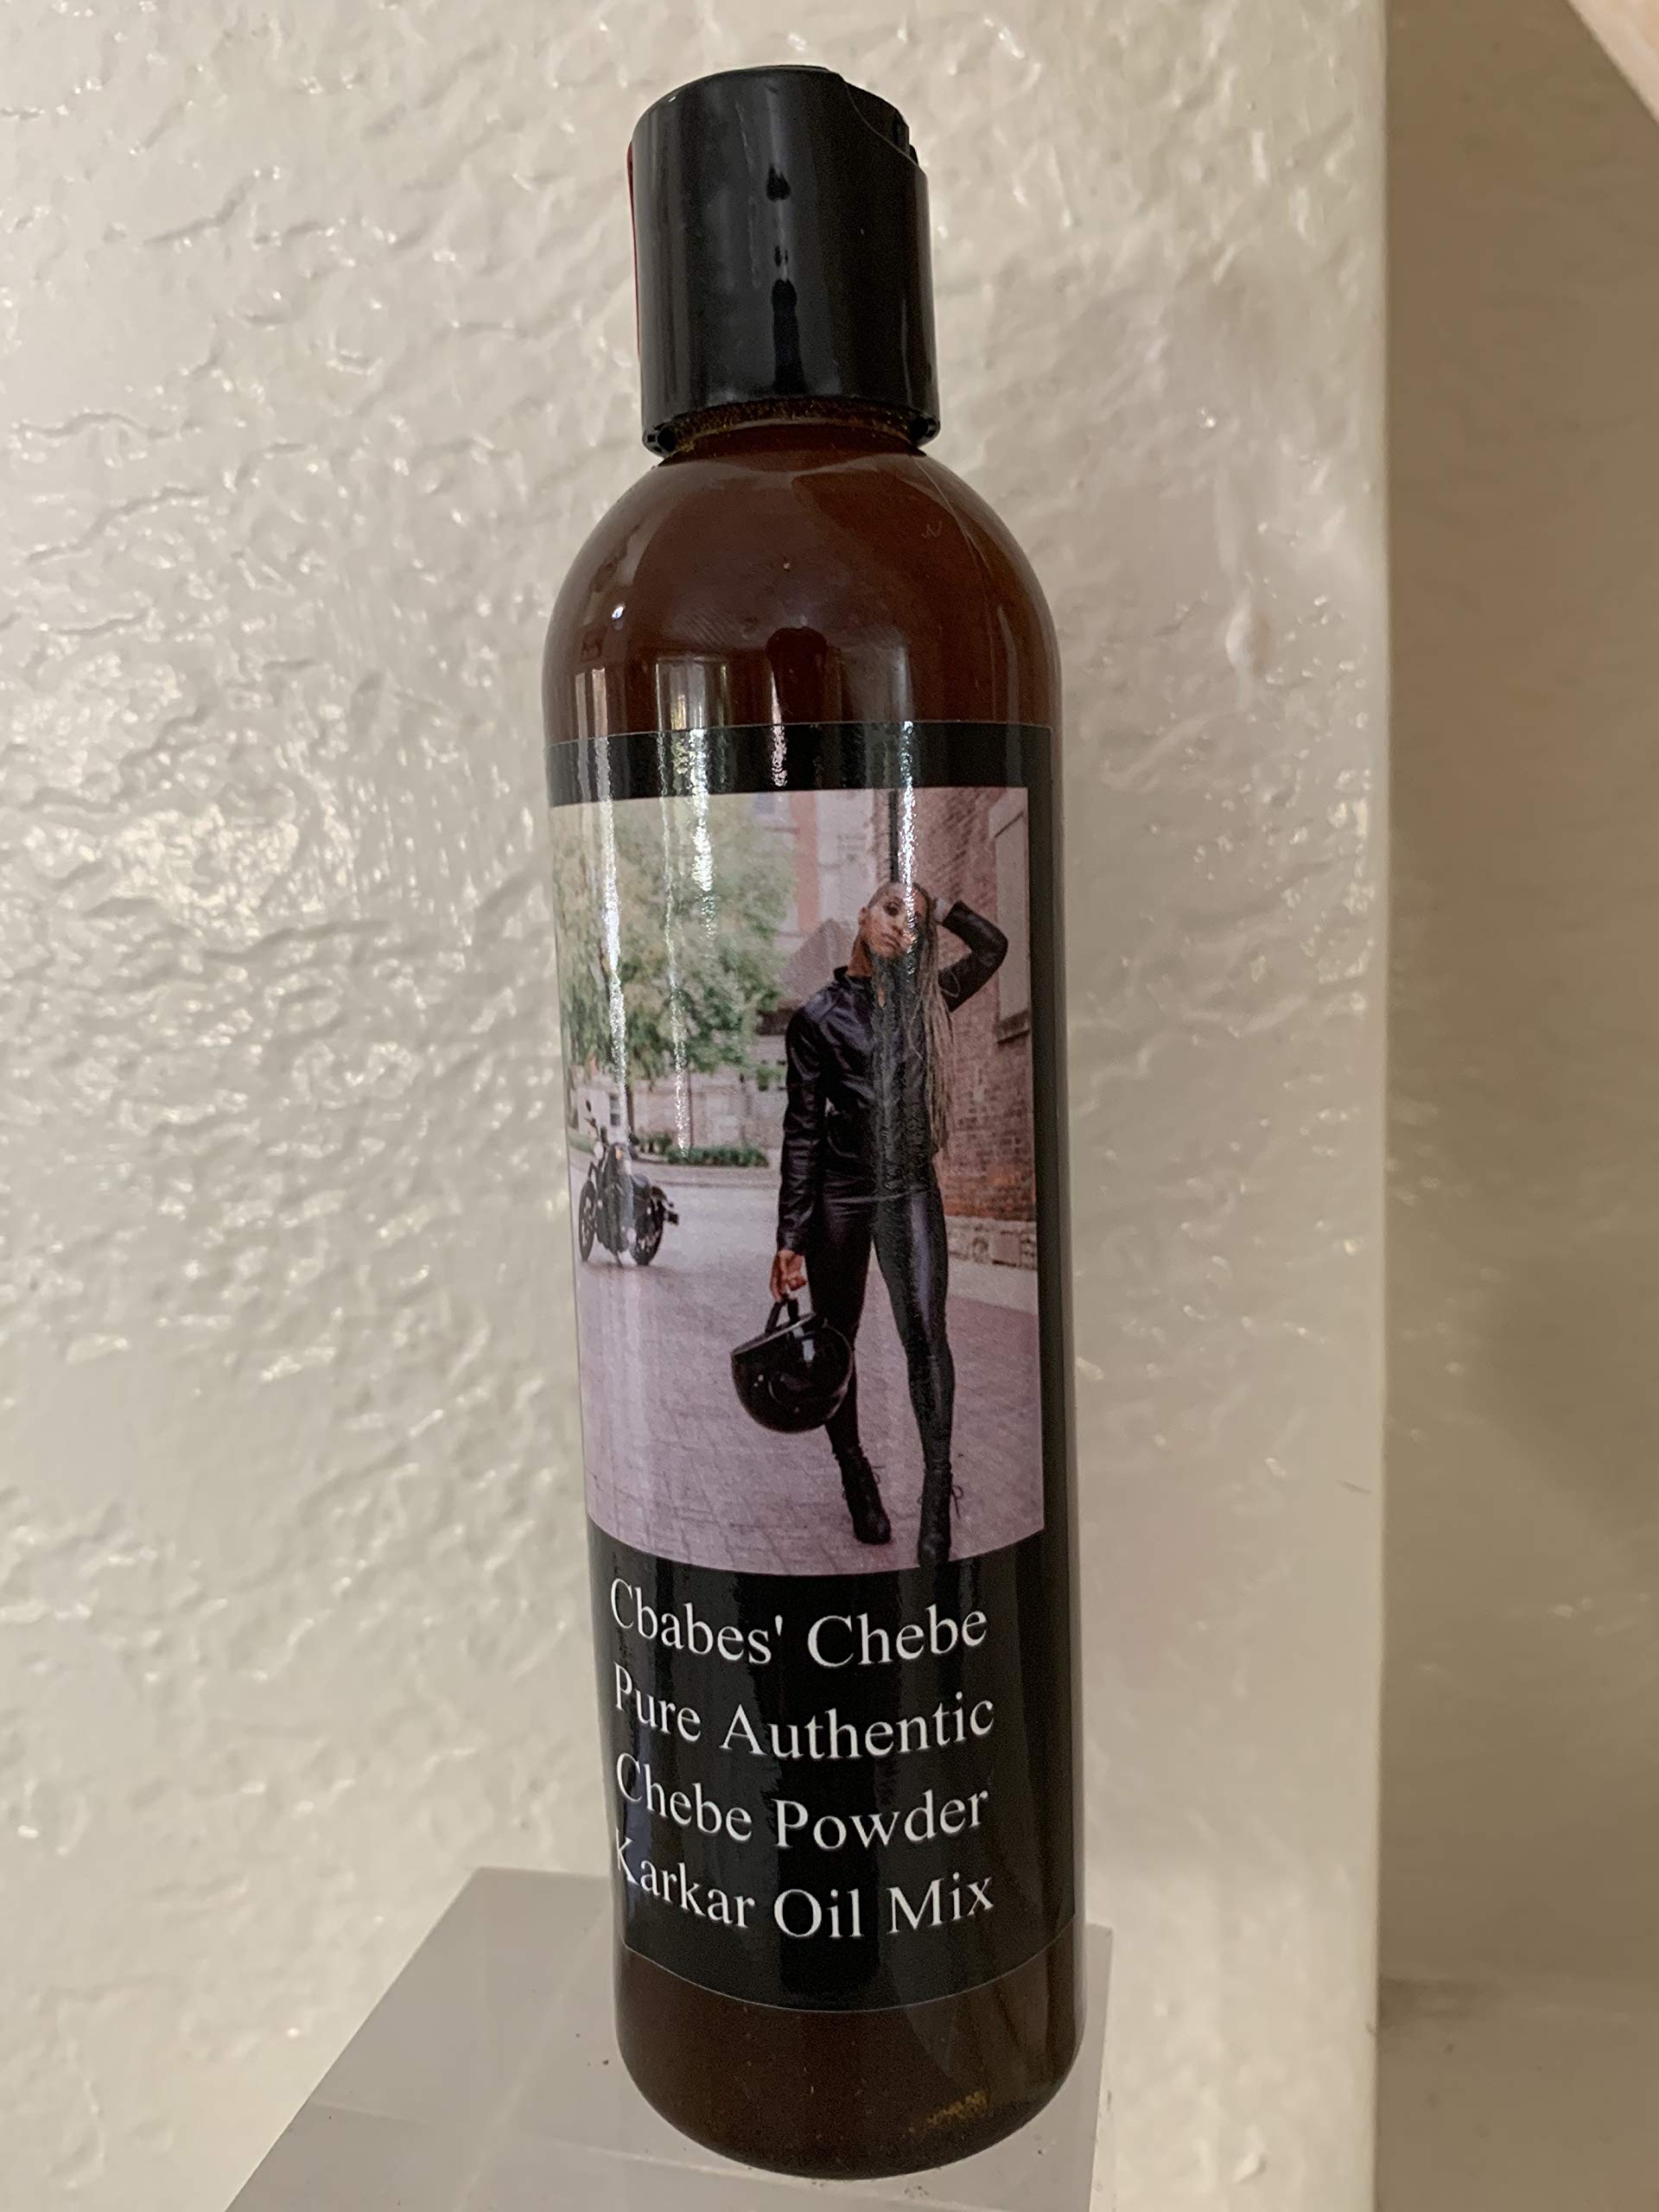 Cbabes' Chebe
Pure Authentic
Chebe Powder
Karkar Oil Mix